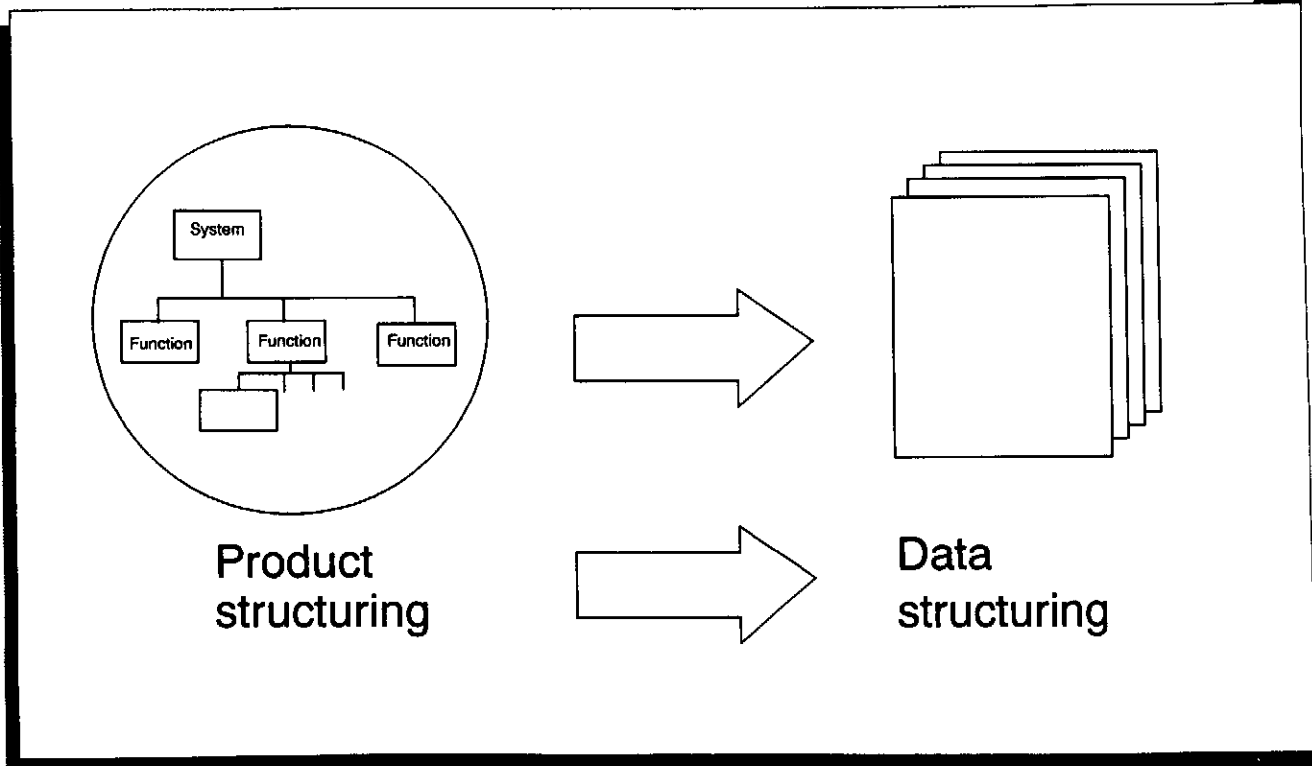 System
Function
Function
Function
Product
structuring
Data
structuring